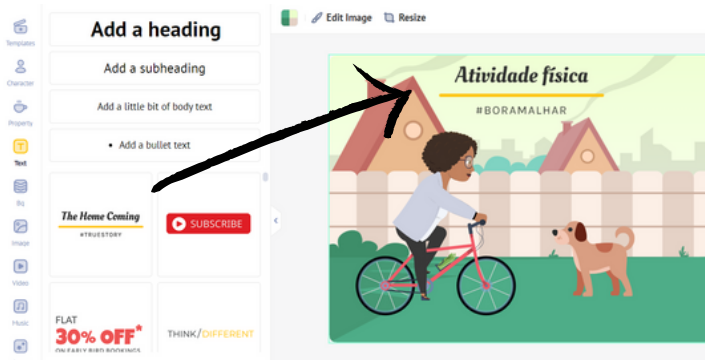 Templates
Character
Property
Text
Bg
Image
Video
Music
Add a heading
Add a subheading
Add a little bit of body text
• Add a bullet text
The Home Coming
#TRUESTORY
SUBSCRIBE
FLAT
30% OFF*
ON EARLY BIRD BOOKINGS
THINK/DIFFERENT
Edit Image
Resize
Atividade física
#BORAMALHAR